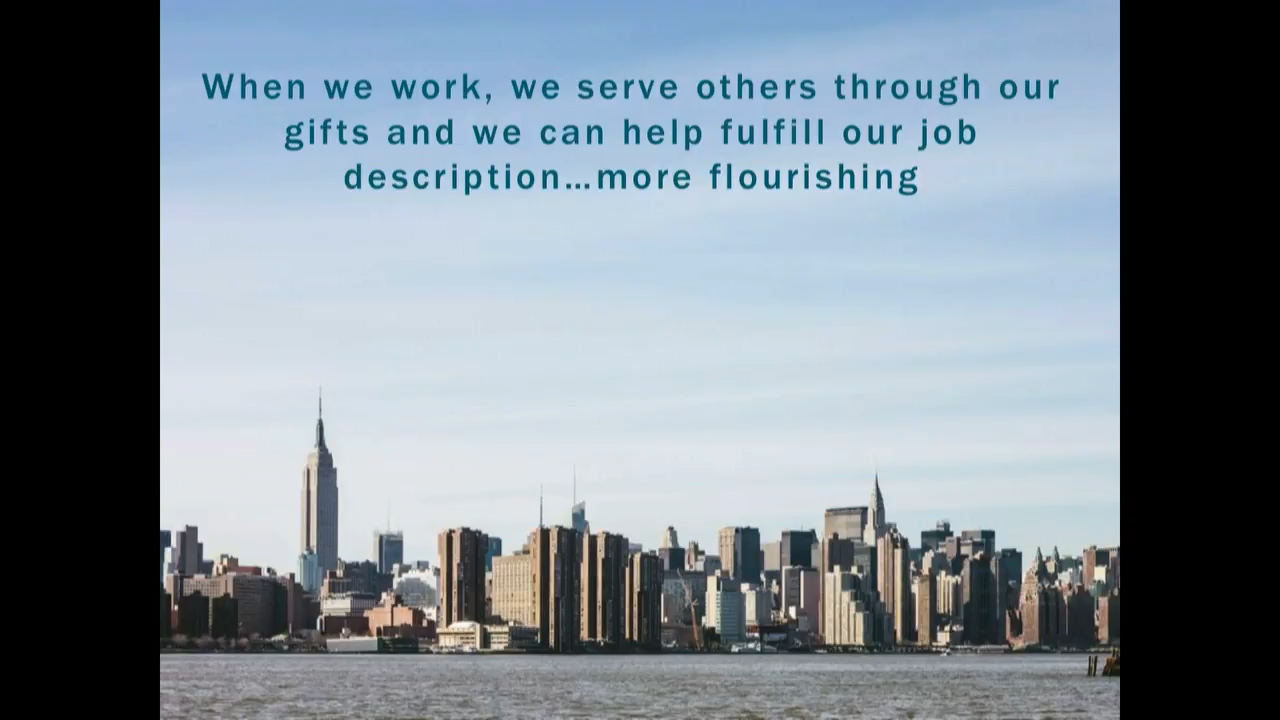 When we work, we serve others through our
gifts and we can help fulfill our job
description...more flourishing